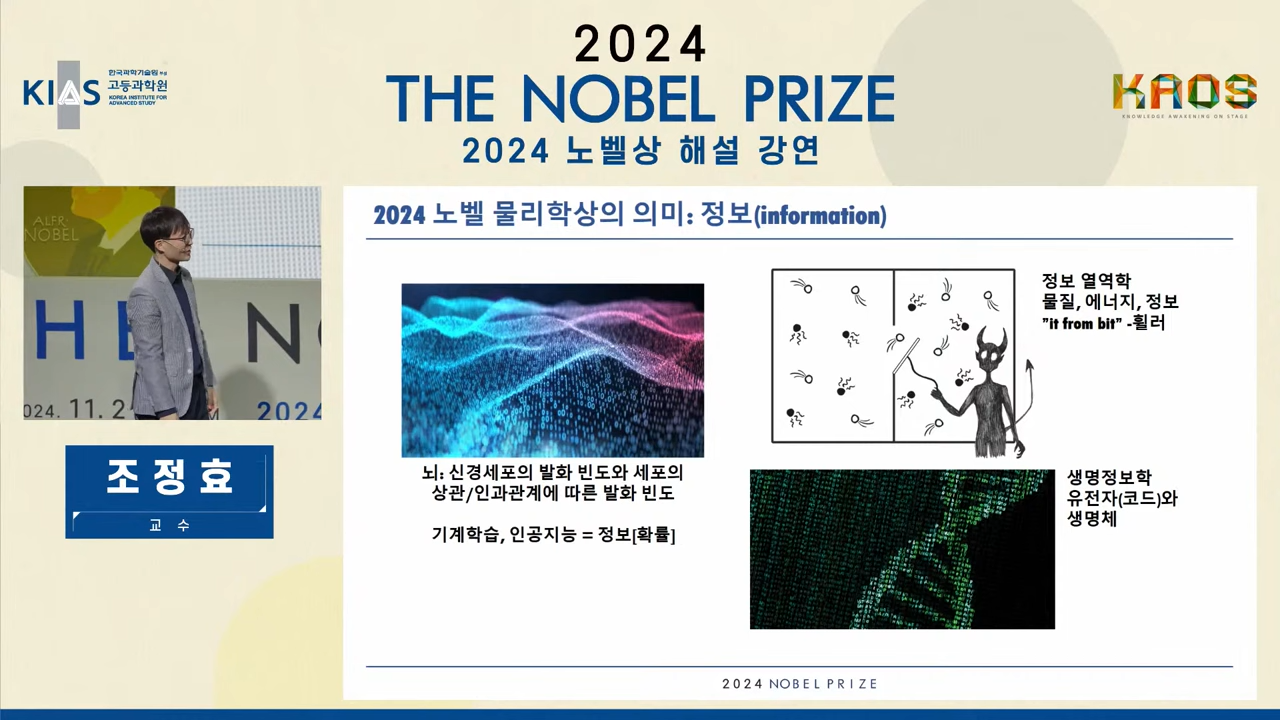 2024
THE NOBEL PRIZE
2024 노벨상 해설 강연
KIAS
한국과학기술원 부설
고등과학원
KOREA INSTITUTE FOR
ADVANCED STUDY
KAOS
KNOWLEDGE AWAKENING ON STAGE
ALFR.
NOBEL
HE NO
024. 11. 2
2024
조정효
교 수
2024 노벨 물리학상의 의미: 정보(information)
뇌: 신경세포의 발화 빈도와 세포의
상관/인과관계에 따른 발화 빈도
기계학습, 인공지능 = 정보[확률]
정보 열역학
물질, 에너지, 정보
"it from bit" -휠러
생명정보학
유전자(코드)와
생명체
2024 NOBEL PRIZE